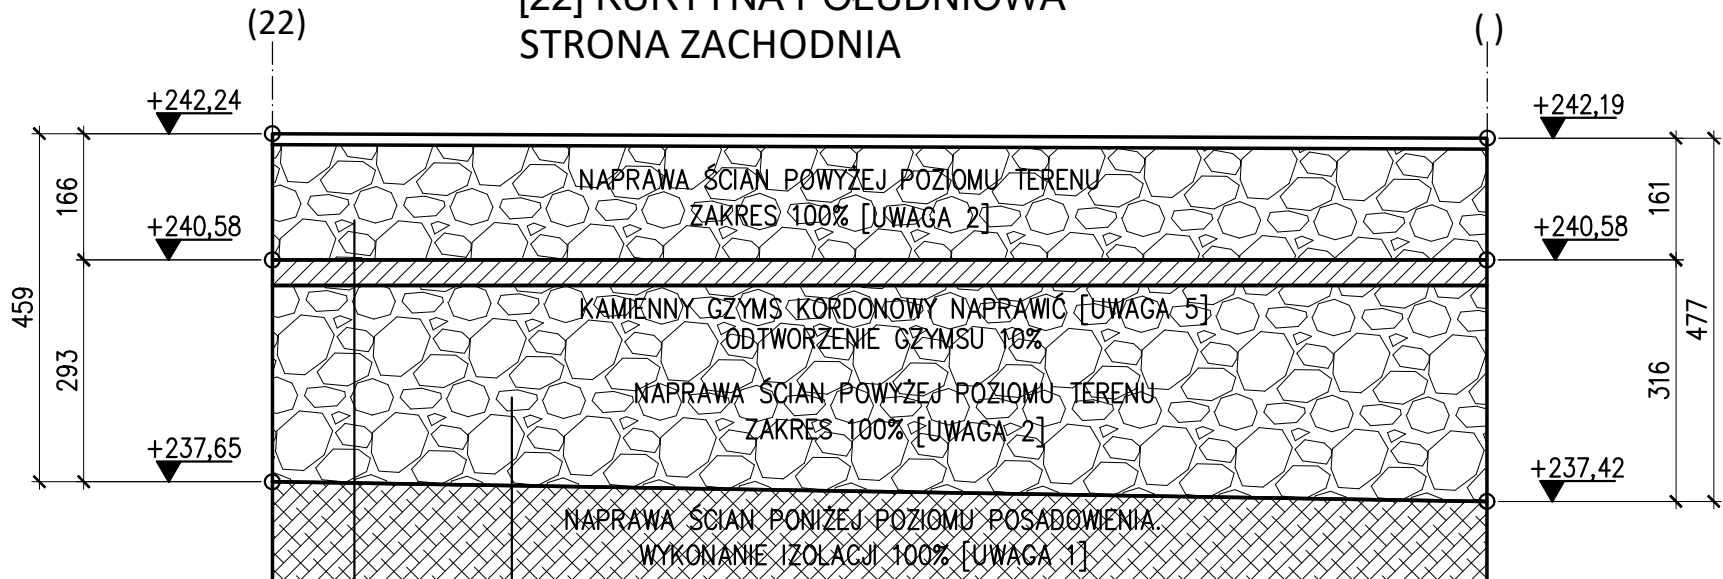 [22] KURTYNA POŁUDNIOWA
STRONA ZACHODNIA
(22)
( )
+242,24
+242,19
166
161
NAPRAWA ŚCIAN POWYŻEJ POZIOMU TERENU
ZAKRES 100% [UWAGA 2]
+240,58
+240,58
459
477
293
316
KAMIENNY GZYMS KORDONOWY NAPRAWIĆ [UWAGA 5]
ODTWORZENIE GZYMSU 10%
NAPRAWA ŚCIAN POWYŻEJ POZIOMU TERENU
ZAKRES 100% [UWAGA 2]
+237,65
+237,42
NAPRAWA ŚCIAN PONIŻEJ POZIOMU POSADOWIENIA.
WYKONANIE IZOLACJI 100% [UWAGA 1]